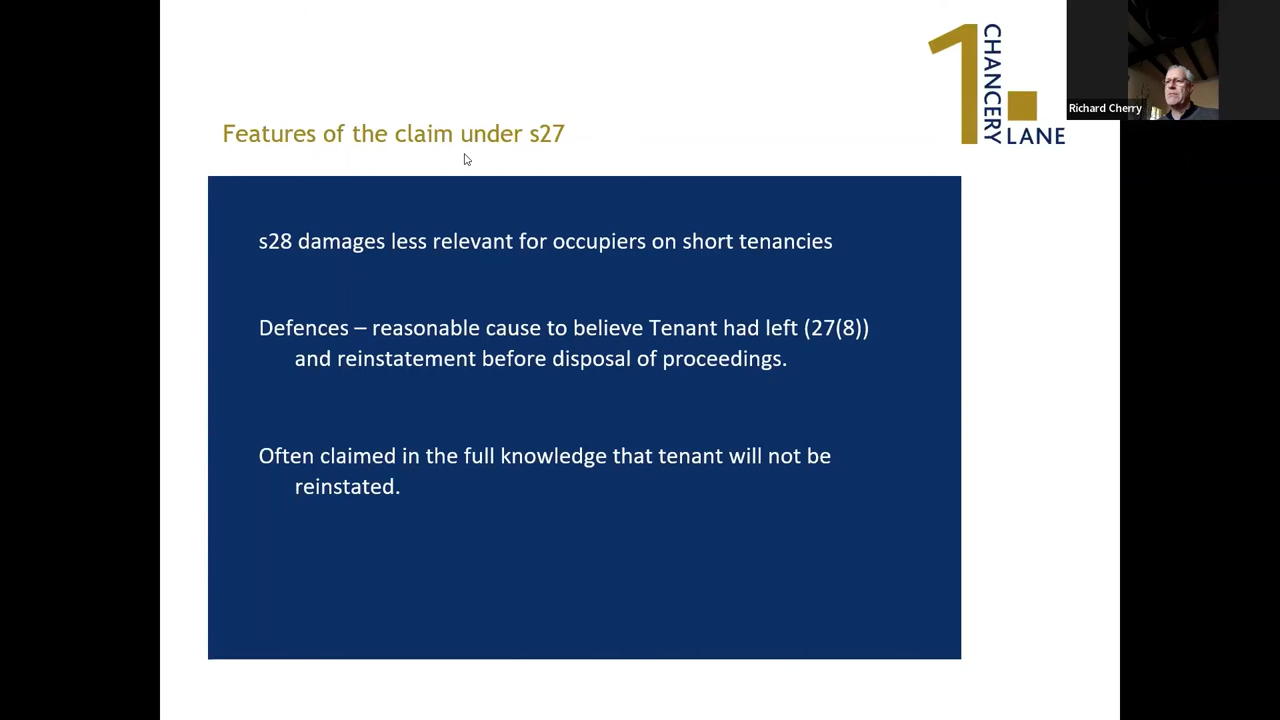 1
CHANCERY
LANE
Richard Cherry
Features of the claim under s27
s28 damages less relevant for occupiers on short tenancies
Defences – reasonable cause to believe Tenant had left (27(8))
and reinstatement before disposal of proceedings.
Often claimed in the full knowledge that tenant will not be
reinstated.